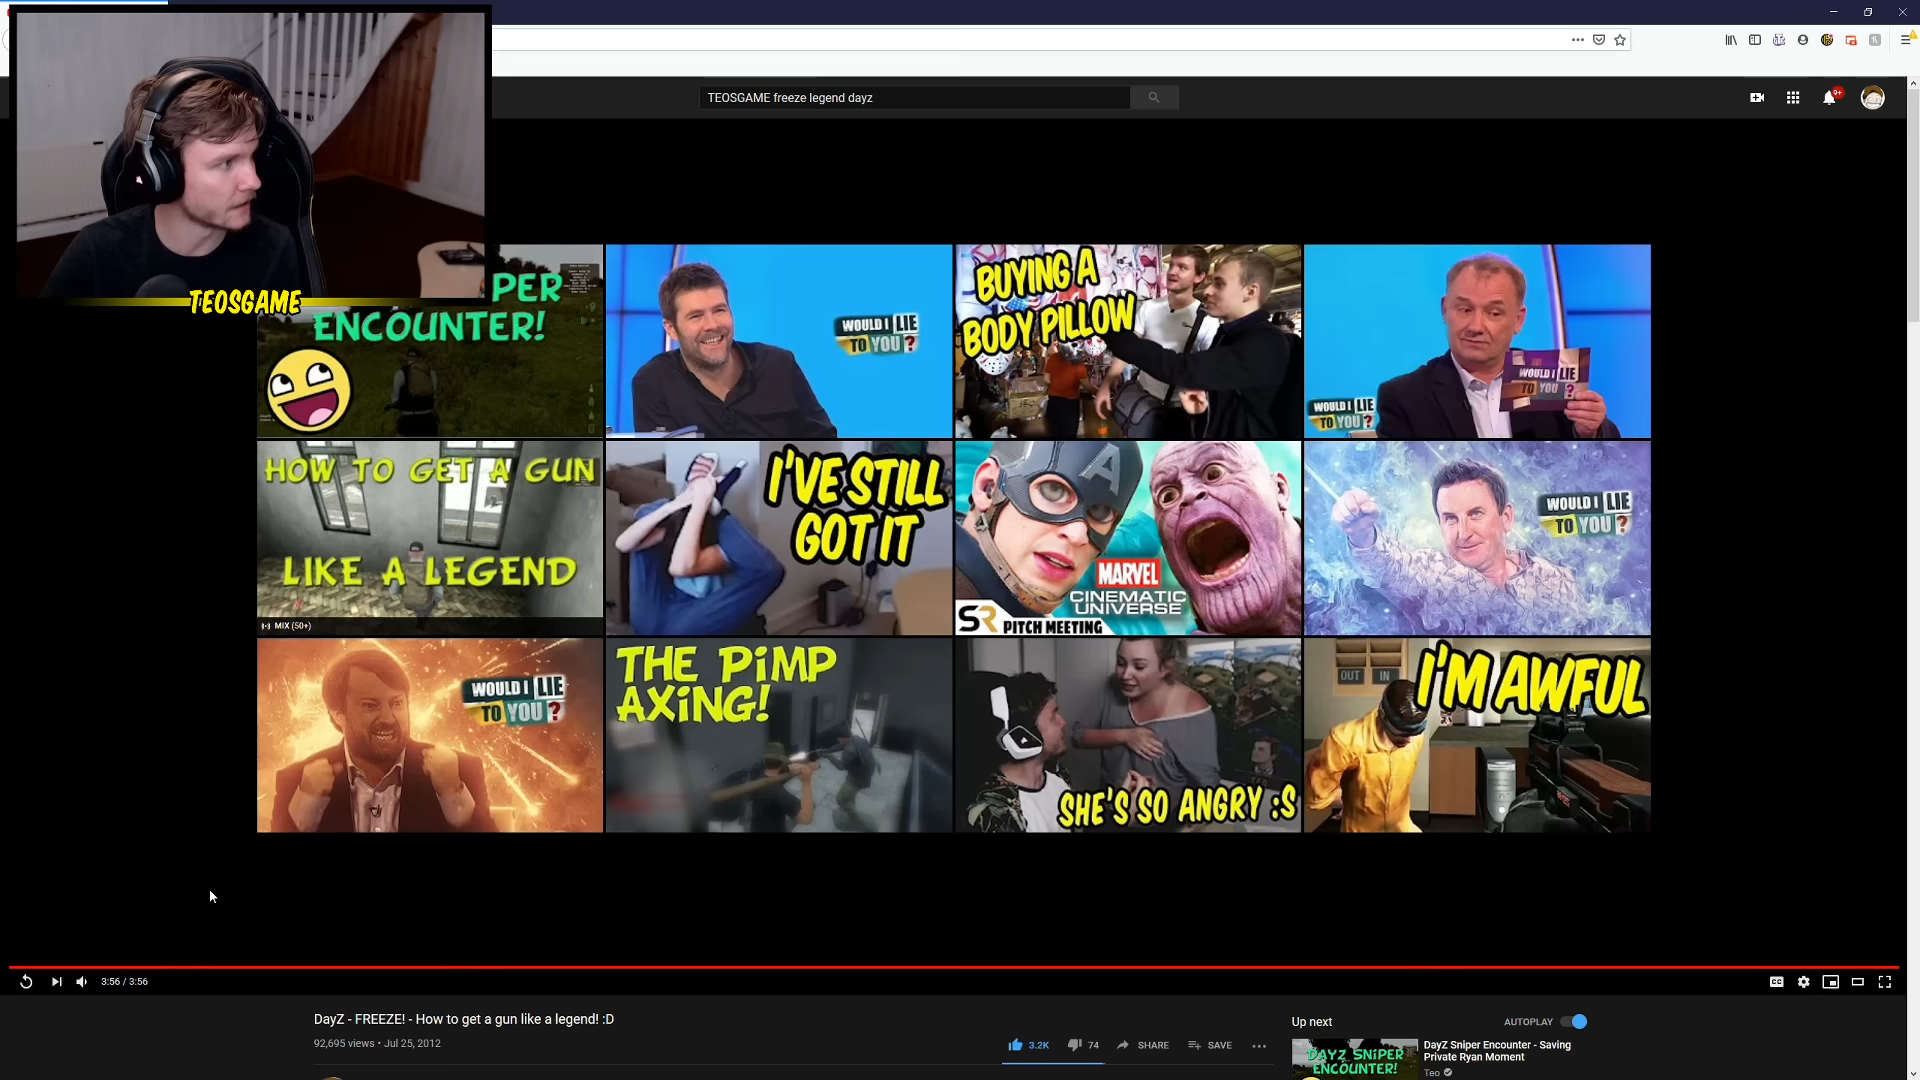 TEOSGAME freeze legend dayz
9+
TEOSGAME
PER
ENCOUNTER!
WOULD I LIE
TO YOU?
BUYING A
BODY PILLOW
WOULD I LIE
TO YOU?
WOULD I LIE
TO YOU?
HOW TO GET A GUN
LIKE A LEGEND
MIX (50+)
I'VE STILL
GOT IT
A
MARVEL
CINEMATIC
UNIVERSE
SR PITCH MEETING
WOULD I LIE
TO YOU?
WOULD I LIE
TO YOU?
THE PiMP
AXiNG!
SHE'S SO ANGRY :S
OUT IN
I'M AWFUL
3:56 / 3:56
CC
DayZ - FREEZE! - How to get a gun like a legend! :D
92,695 views • Jul 25, 2012
3.2K 74 SHARE SAVE
Up next AUTOPLAY
DAYZ SNiPER
ENCOUNTER!
DayZ Sniper Encounter - Saving
Private Ryan Moment
Teo